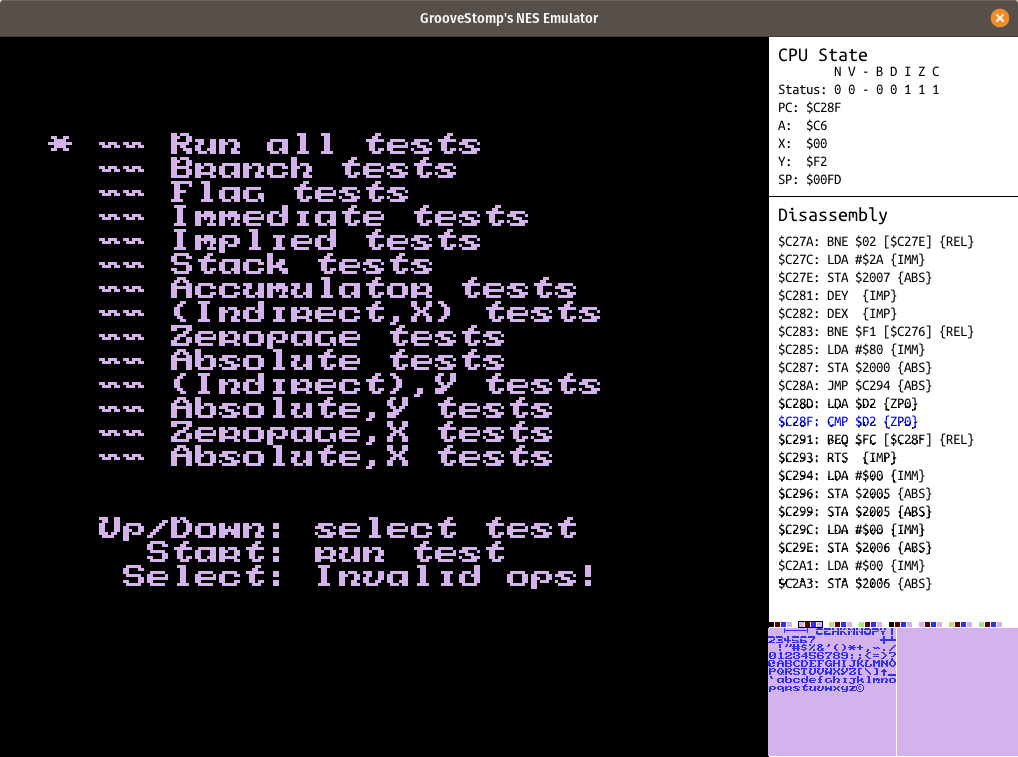 GrooveStomp's NES Emulator
* -- Run all tests
-- Branch tests
-- Flag tests
-- Immediate tests
-- Implied tests
-- Stack tests
-- Accumulator tests
-- (Indirect,X) tests
-- Zeropage tests
-- Absolute tests
-- (Indirect),Y tests
-- Absolute,Y tests
-- Zeropage,X tests
-- Absolute,X tests
Up/Down: select test
Start: run test
Select: Invalid ops!
CPU State
N V - B D I Z C
Status: 0 0 - 0 0 1 1 1
PC: $C28F
A: $C6
X: $00
Y: $F2
SP: $00FD
Disassembly
$C27A: BNE $02 [$C27E] {REL}
$C27C: LDA #$2A {IMM}
$C27E: STA $2007 {ABS}
$C281: DEY {IMP}
$C282: DEX {IMP}
$C283: BNE $F1 [$C276] {REL}
$C285: LDA #$80 {IMM}
$C287: STA $2000 {ABS}
$C28A: JMP $C294 {ABS}
$C28D: LDA $D2 {ZP0}
$C28F: CMP $D2 {ZP0}
$C291: BEQ $FC [$C28F] {REL}
$C293: RTS {IMP}
$C294: LDA #$00 {IMM}
$C296: STA $2005 {ABS}
$C299: STA $2005 {ABS}
$C29C: LDA #$00 {IMM}
$C29E: STA $2006 {ABS}
$C2A1: LDA #$00 {IMM}
$C2A3: STA $2006 {ABS}
CEHKMNOPY!
234567
!"#$%&'()*+,-./
0123456789:;<=>?
@ABCDEFGHIJKLMNO
PQRSTUVWXYZ[\]↑_
`abcdefghijklmno
pqrstuvwxyz©